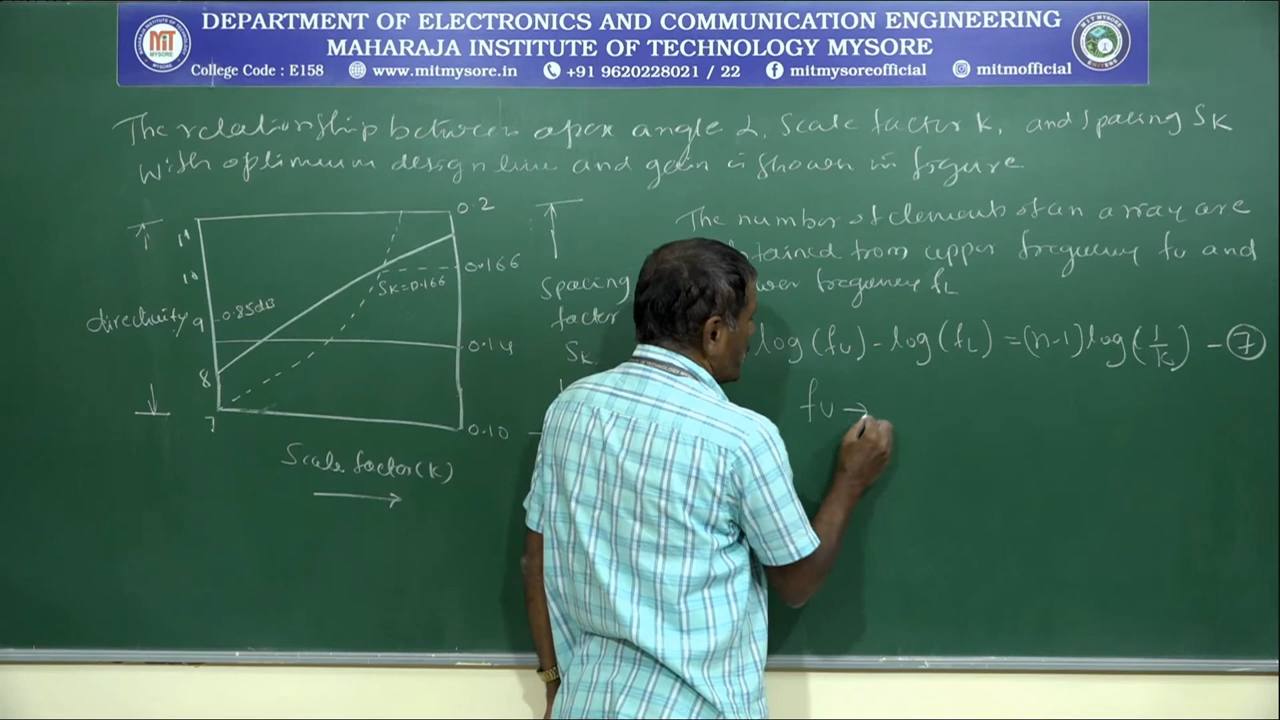 DEPARTMENT OF ELECTRONICS AND COMMUNICATION ENGINEERING
MAHARAJA INSTITUTE OF TECHNOLOGY MYSORE
College Code : E158 www.mitmysore.in +91 9620228021 / 22 mitmysoreofficial mitmofficial
MIT
MYSORE
The relationship between apex angle α, Scale factor K, and spacing SK
With optimum design line and gain is shown in figure
0.2
11
10
0.166
SK=0.166
directivity
9
0.85dB
0.14
8
7
0.10
Scale factor(K)
Spacing
factor
SK
The number of elements of an array are
tained from upper frequency fU and
wer frequency fL
log(fU) - log(fL) = (n-1) log(1/K) - 7
fU →